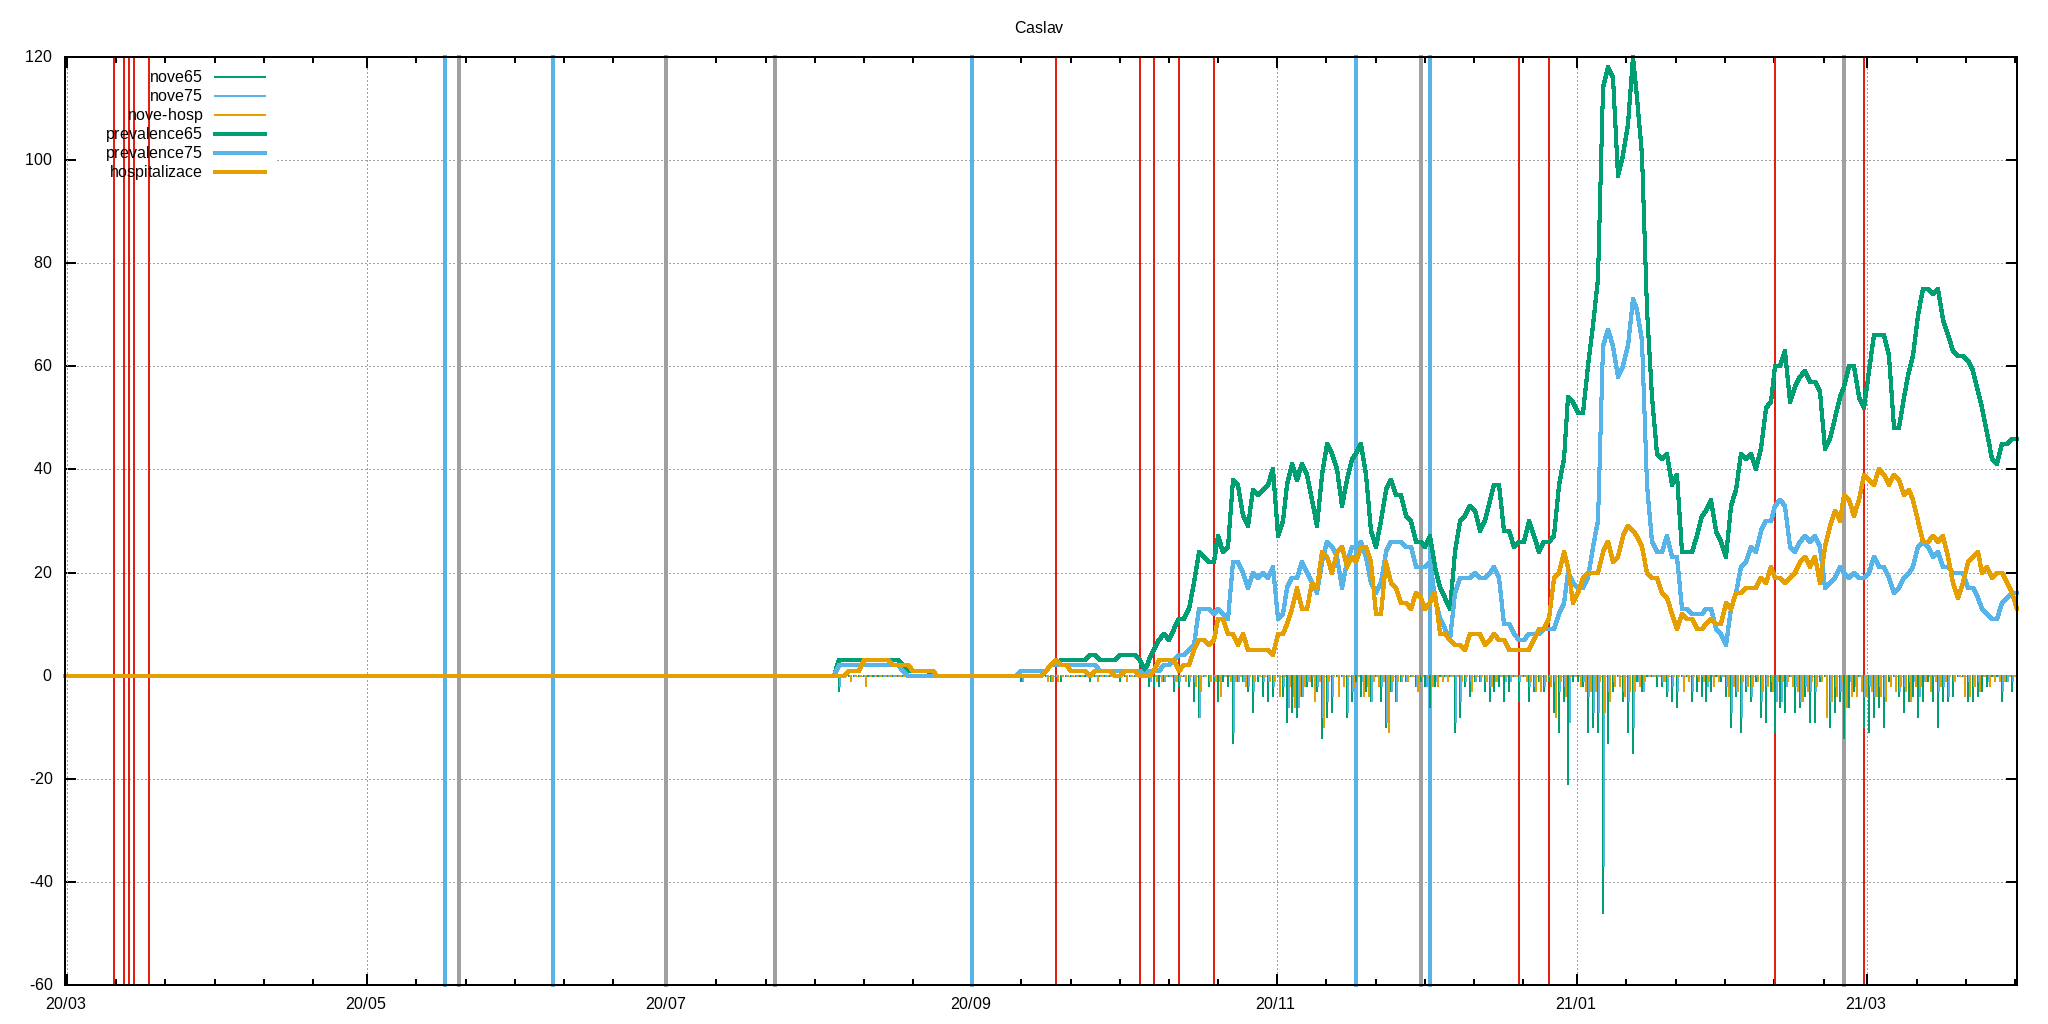 Caslav
120
100
80
60
40
20
0
-20
-40
-60
nove65
nove75
nove-hosp
prevalence65
prevalence75
hospitalizace
20/03 20/05 20/07 20/09 20/11 21/01 21/03